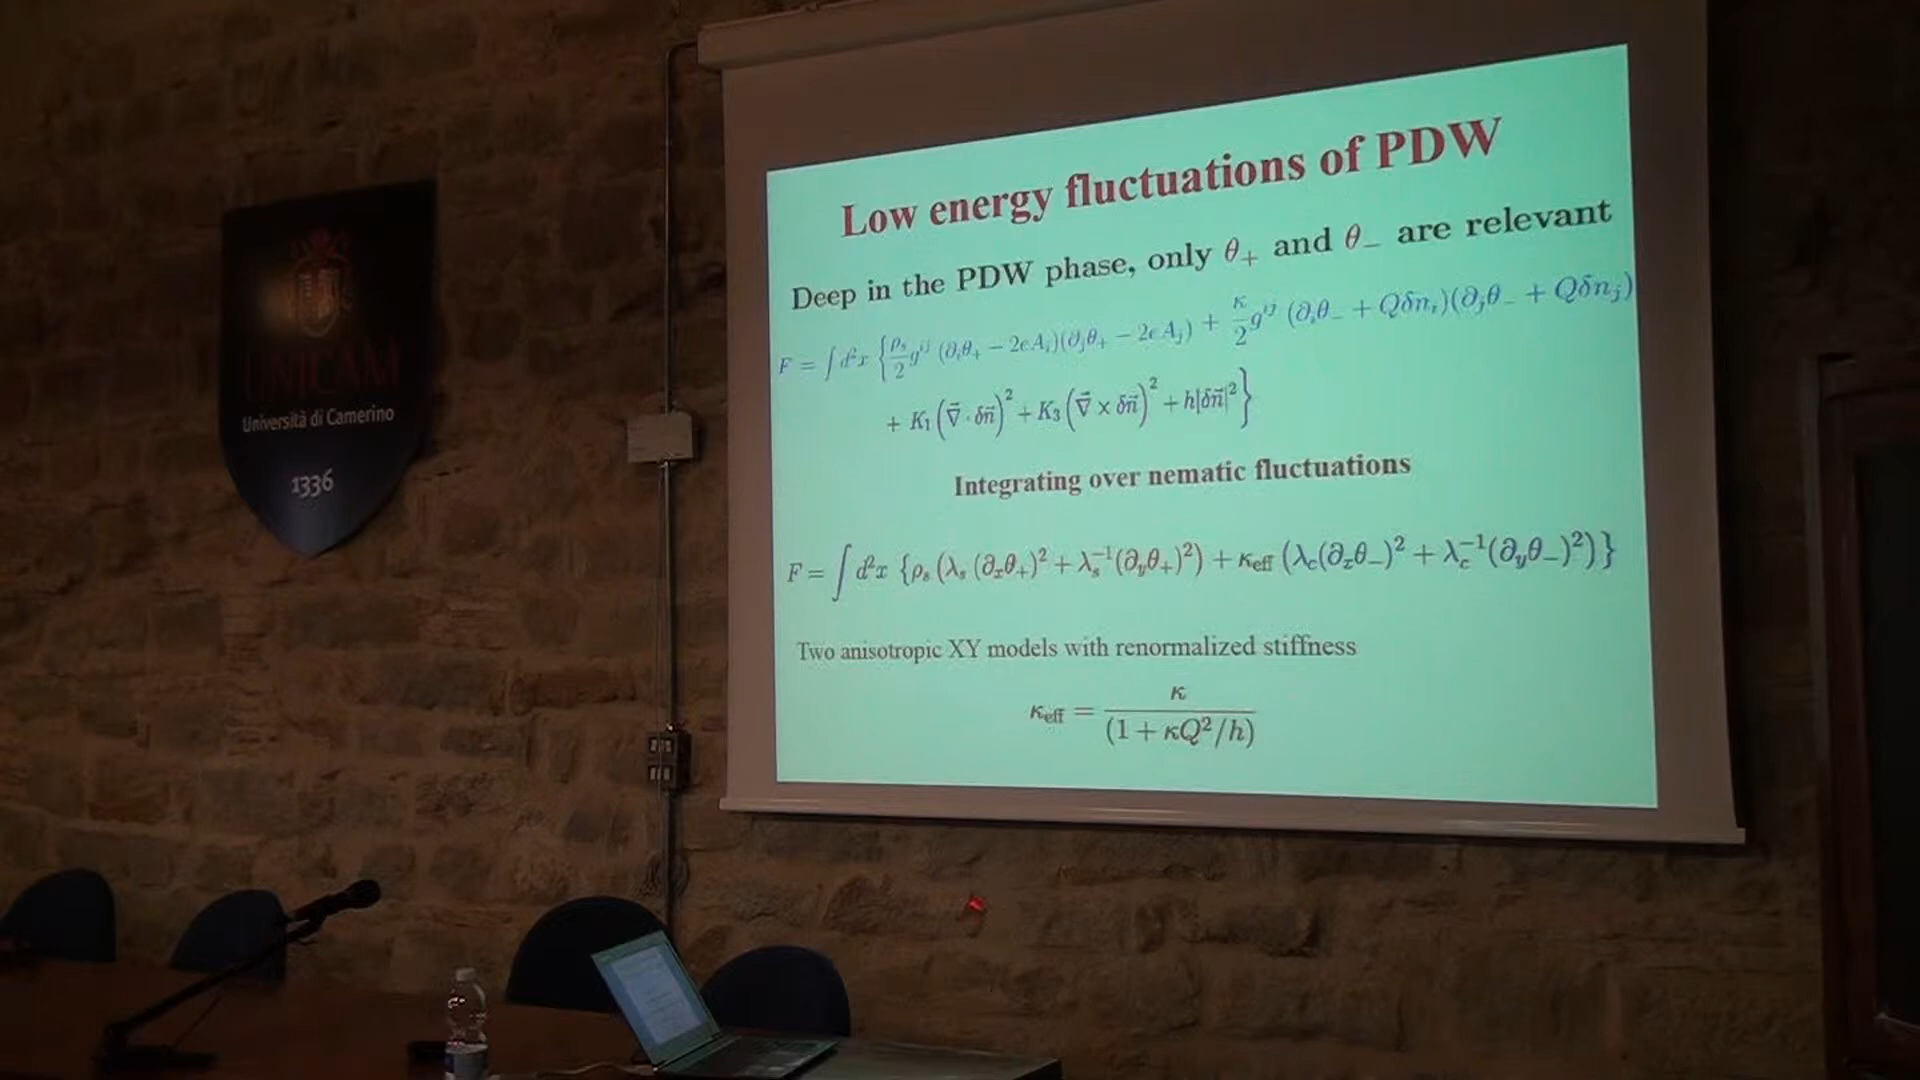 UNICAM
Università di Camerino
1336
Low energy fluctuations of PDW
Deep in the PDW phase, only θ₊ and θ₋ are relevant
F = ∫ d²x { ρₛ/2 gⁱʲ (∂ᵢθ₊ − 2eAᵢ)(∂ⱼθ₊ − 2eAⱼ) + κ/2 gⁱʲ (∂ᵢθ₋ + Qδnᵢ)(∂ⱼθ₋ + Qδnⱼ)
+ K₁ (∇⃗ · δn⃗)² + K₃ (∇⃗ × δn⃗)² + h|δn⃗|² }
Integrating over nematic fluctuations
F = ∫ d²x {ρₛ (λₛ (∂ₓθ₊)² + λₛ⁻¹(∂ᵧθ₊)²) + κ_eff (λ_c(∂ₓθ₋)² + λ_c⁻¹(∂ᵧθ₋)²)}
Two anisotropic XY models with renormalized stiffness
κ_eff = κ / (1 + κQ²/h)